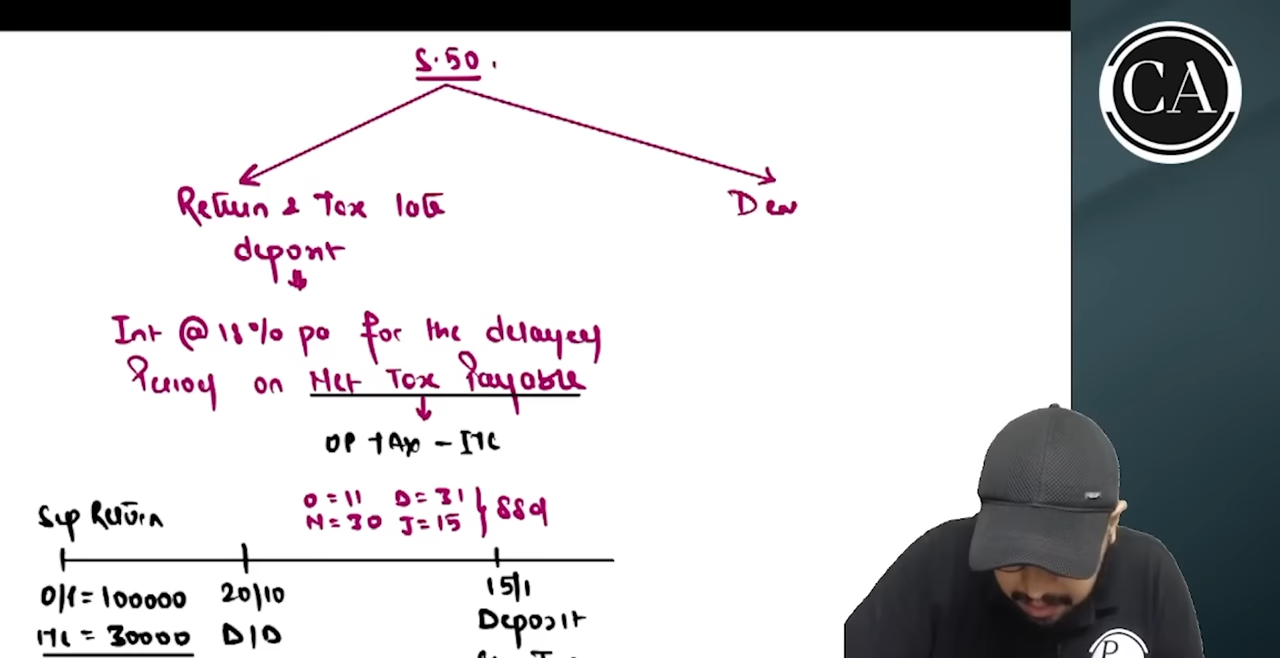 S.50.
Return & Tax late
deposit
Dev
Int @ 18% pa for the delayed
Period on Net Tax Payable
OP tax - ITC
O = 11 D = 31
N = 30 J = 15
Sep Return
O/P = 100000
20/10
15/1
ITC = 30000
D/D
Deposit
CA
P